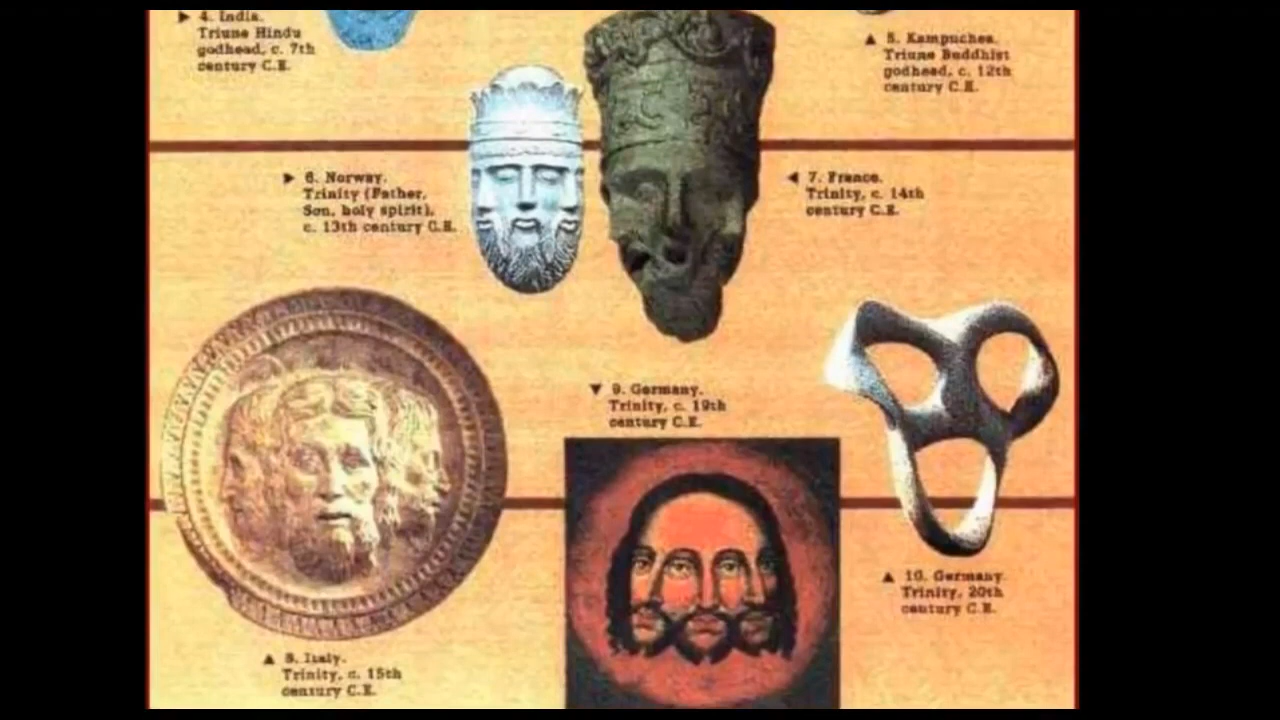 ▶ 4. India.
Triune Hindu
godhead, c. 7th
century C.E.
▲ 5. Kampuchea.
Triune Buddhist
godhead, c. 12th
century C.E.
▶ 6. Norway.
Trinity (Father,
Son, holy spirit),
c. 13th century C.E.
◀ 7. France.
Trinity, c. 14th
century C.E.
▼ 9. Germany.
Trinity, c. 19th
century C.E.
▲ 10. Germany.
Trinity, 20th
century C.E.
▲ 8. Italy.
Trinity, c. 15th
century C.E.